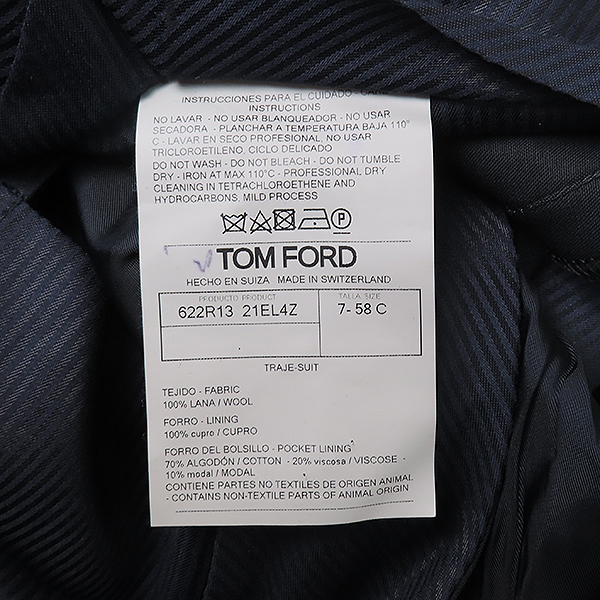 INSTRUCCIONES PARA EL CUIDADO - CARE
INSTRUCTIONS
NO LAVAR - NO USAR BLANQUEADOR - NO USAR
SECADORA - PLANCHAR A TEMPERATURA BAJA 110°
C - LAVAR EN SECO PROFESIONAL, NO USAR
TRICLOROETILENO, CICLO DELICADO
DO NOT WASH - DO NOT BLEACH - DO NOT TUMBLE
DRY - IRON AT MAX 110°C - PROFESSIONAL DRY
CLEANING IN TETRACHLOROETHENE AND
HYDROCARBONS, MILD PROCESS
P
TOM FORD
HECHO EN SUIZA MADE IN SWITZERLAND
PRODUCTO PRODUCT TALLA SIZE
622R13 21EL4Z 7- 58 C
TRAJE-SUIT
TEJIDO - FABRIC
100% LANA / WOOL
FORRO - LINING
100% cupro / CUPRO
FORRO DEL BOLSILLO - POCKET LINING
70% ALGODÓN / COTTON - 20% viscosa / VISCOSE -
10% modal / MODAL
CONTIENE PARTES NO TEXTILES DE ORIGEN ANIMAL
- CONTAINS NON-TEXTILE PARTS OF ANIMAL ORIGIN